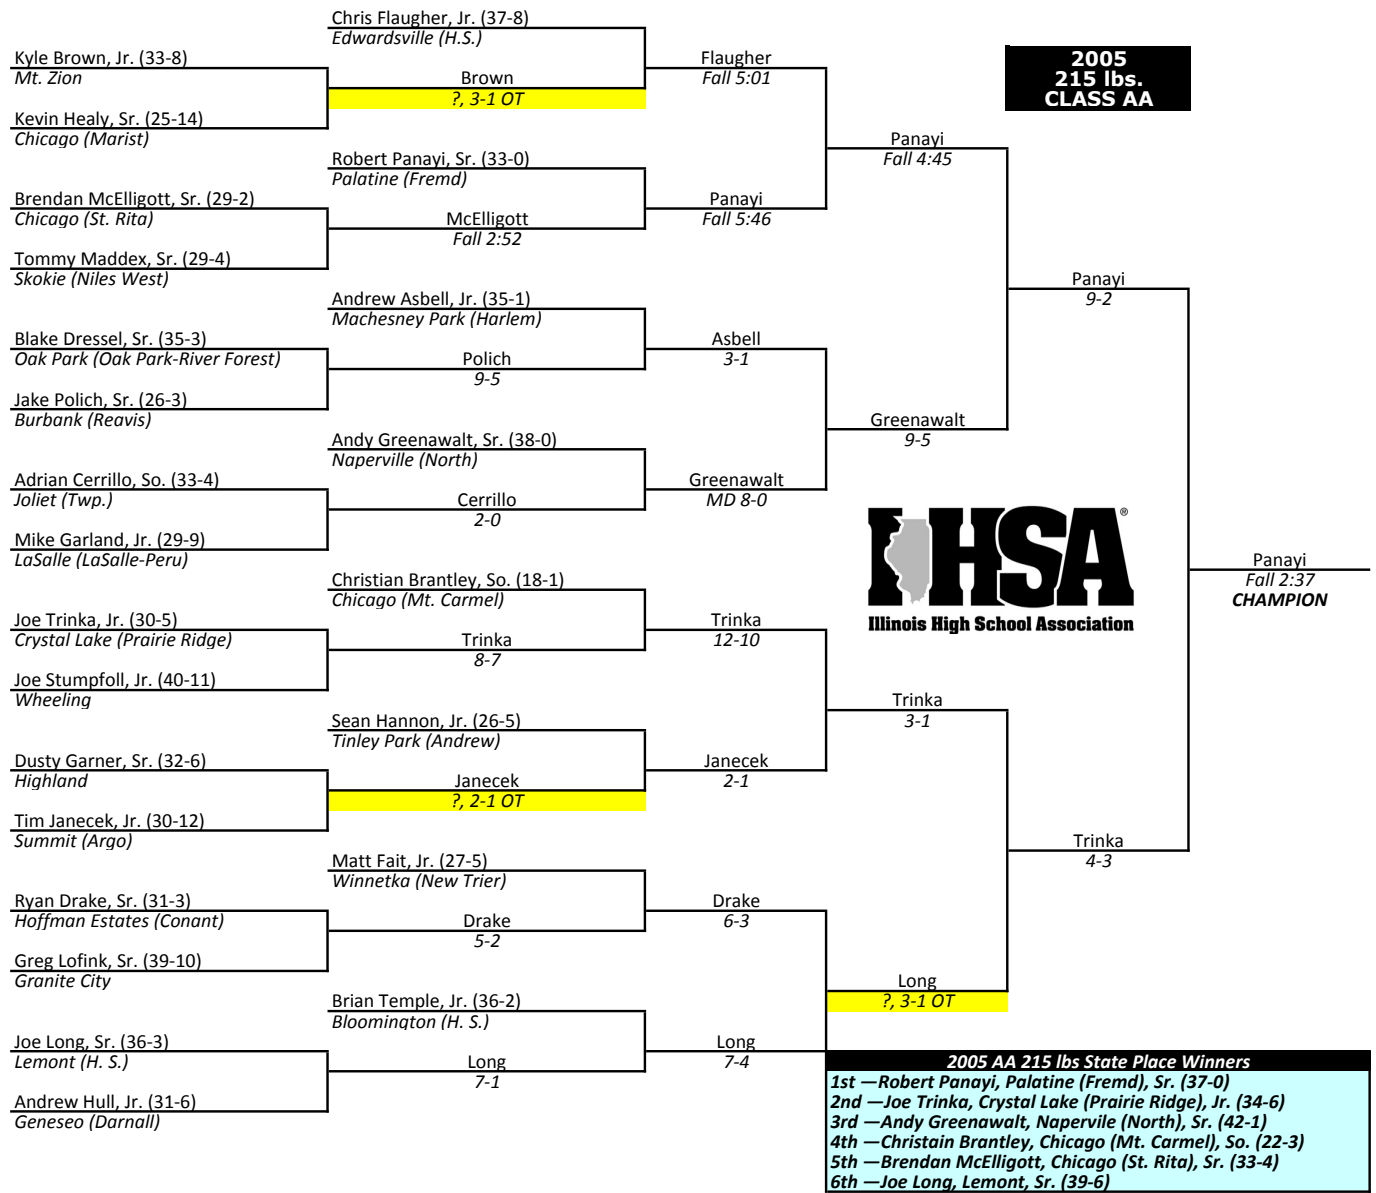 Chris Flaugher, Jr. (37-8)
Edwardsville (H.S.)
Kyle Brown, Jr. (33-8)
Mt. Zion
Brown
?, 3-1 OT
Kevin Healy, Sr. (25-14)
Chicago (Marist)
Flaugher
Fall 5:01
2005
215 lbs.
CLASS AA
Panayi
Fall 4:45
Robert Panayi, Sr. (33-0)
Palatine (Fremd)
Brendan McElligott, Sr. (29-2)
Chicago (St. Rita)
McElligott
Fall 2:52
Tommy Maddex, Sr. (29-4)
Skokie (Niles West)
Panayi
Fall 5:46
Panayi
9-2
Andrew Asbell, Jr. (35-1)
Machesney Park (Harlem)
Blake Dressel, Sr. (35-3)
Oak Park (Oak Park-River Forest)
Polich
9-5
Jake Polich, Sr. (26-3)
Burbank (Reavis)
Asbell
3-1
Greenawalt
9-5
Andy Greenawalt, Sr. (38-0)
Naperville (North)
Adrian Cerrillo, So. (33-4)
Joliet (Twp.)
Cerrillo
2-0
Mike Garland, Jr. (29-9)
LaSalle (LaSalle-Peru)
Greenawalt
MD 8-0
IHSA®
Illinois High School Association
Panayi
Fall 2:37
CHAMPION
Christian Brantley, So. (18-1)
Chicago (Mt. Carmel)
Joe Trinka, Jr. (30-5)
Crystal Lake (Prairie Ridge)
Trinka
8-7
Joe Stumpfoll, Jr. (40-11)
Wheeling
Trinka
12-10
Trinka
3-1
Sean Hannon, Jr. (26-5)
Tinley Park (Andrew)
Dusty Garner, Sr. (32-6)
Highland
Janecek
?, 2-1 OT
Tim Janecek, Jr. (30-12)
Summit (Argo)
Janecek
2-1
Trinka
4-3
Matt Fait, Jr. (27-5)
Winnetka (New Trier)
Ryan Drake, Sr. (31-3)
Hoffman Estates (Conant)
Drake
5-2
Greg Lofink, Sr. (39-10)
Granite City
Drake
6-3
Long
?, 3-1 OT
Brian Temple, Jr. (36-2)
Bloomington (H. S.)
Joe Long, Sr. (36-3)
Lemont (H. S.)
Long
7-1
Andrew Hull, Jr. (31-6)
Geneseo (Darnall)
Long
7-4
2005 AA 215 lbs State Place Winners
1st —Robert Panayi, Palatine (Fremd), Sr. (37-0)
2nd —Joe Trinka, Crystal Lake (Prairie Ridge), Jr. (34-6)
3rd —Andy Greenawalt, Napervile (North), Sr. (42-1)
4th —Christain Brantley, Chicago (Mt. Carmel), So. (22-3)
5th —Brendan McElligott, Chicago (St. Rita), Sr. (33-4)
6th —Joe Long, Lemont, Sr. (39-6)